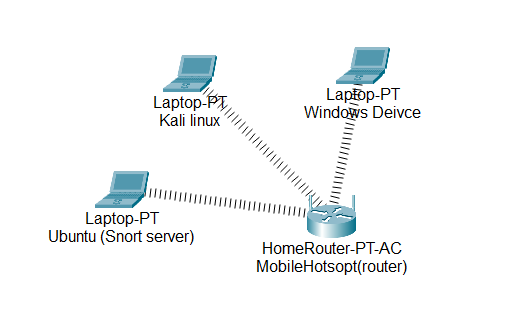 Laptop-PT
Kali linux
Laptop-PT
Windows Deivce
Laptop-PT
Ubuntu (Snort server)
HomeRouter-PT-AC
MobileHotsopt(router)